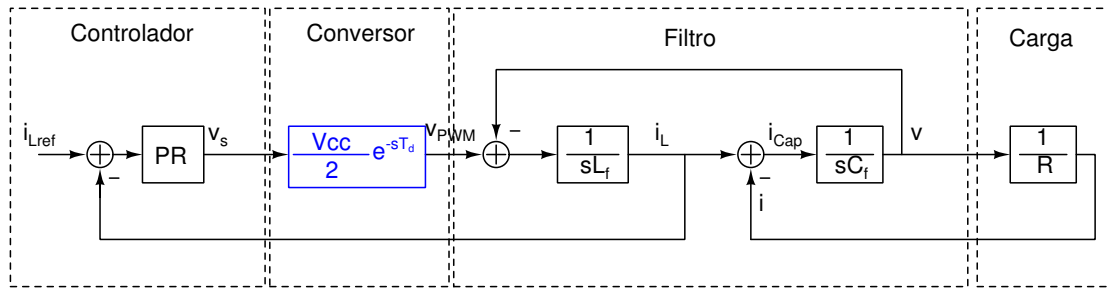 Controlador
Conversor
Filtro
Carga
i_Lref
−
PR
v_s
Vcc
2
e^-sT_d
v_PWM
−
1
sL_f
i_L
−
i_Cap
i
1
sC_f
v
1
R